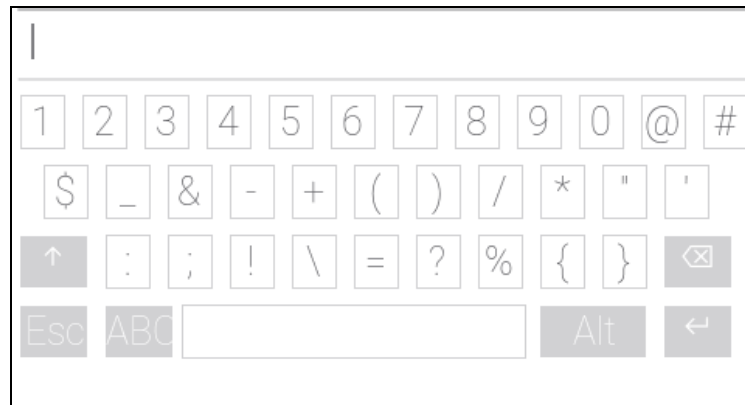 1 2 3 4 5 6 7 8 9 0 @ #
$ _ & - + ( ) / * " '
↑ : ; ! \ = ? % { } ⌫
Esc ABC Alt ↵